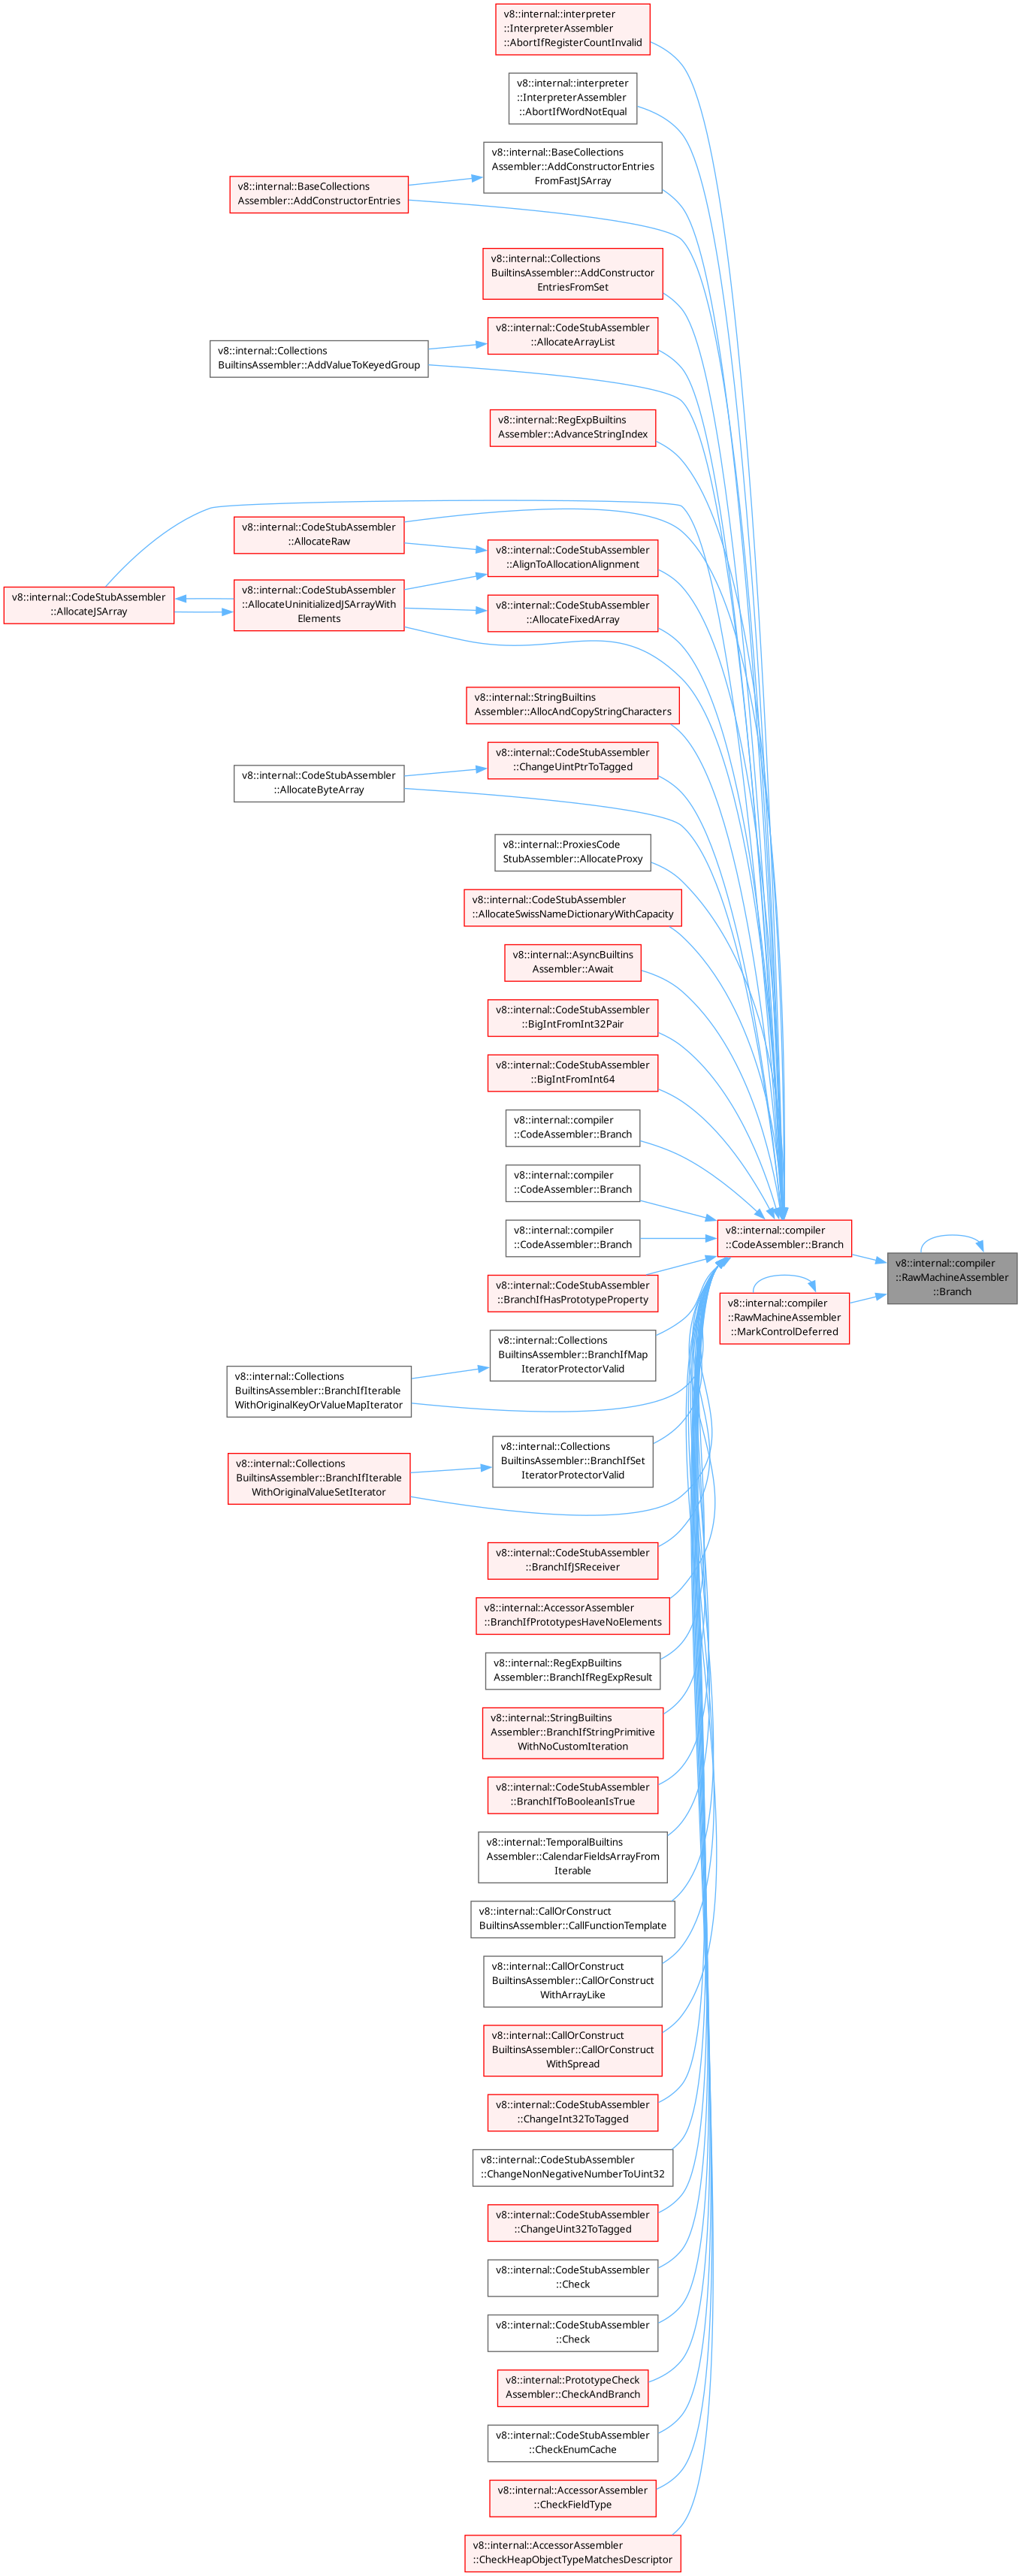 v8::internal::interpreter
::InterpreterAssembler
::AbortIfRegisterCountInvalid
v8::internal::interpreter
::InterpreterAssembler
::AbortIfWordNotEqual
v8::internal::BaseCollections
Assembler::AddConstructorEntries
FromFastJSArray
v8::internal::BaseCollections
Assembler::AddConstructorEntries
v8::internal::Collections
BuiltinsAssembler::AddConstructor
EntriesFromSet
v8::internal::CodeStubAssembler
::AllocateArrayList
v8::internal::Collections
BuiltinsAssembler::AddValueToKeyedGroup
v8::internal::RegExpBuiltins
Assembler::AdvanceStringIndex
v8::internal::CodeStubAssembler
::AllocateRaw
v8::internal::CodeStubAssembler
::AlignToAllocationAlignment
v8::internal::CodeStubAssembler
::AllocateJSArray
v8::internal::CodeStubAssembler
::AllocateUninitializedJSArrayWith
Elements
v8::internal::CodeStubAssembler
::AllocateFixedArray
v8::internal::StringBuiltins
Assembler::AllocAndCopyStringCharacters
v8::internal::CodeStubAssembler
::ChangeUintPtrToTagged
v8::internal::CodeStubAssembler
::AllocateByteArray
v8::internal::ProxiesCode
StubAssembler::AllocateProxy
v8::internal::CodeStubAssembler
::AllocateSwissNameDictionaryWithCapacity
v8::internal::AsyncBuiltins
Assembler::Await
v8::internal::CodeStubAssembler
::BigIntFromInt32Pair
v8::internal::CodeStubAssembler
::BigIntFromInt64
v8::internal::compiler
::CodeAssembler::Branch
v8::internal::compiler
::CodeAssembler::Branch
v8::internal::compiler
::CodeAssembler::Branch
v8::internal::compiler
::CodeAssembler::Branch
v8::internal::compiler
::RawMachineAssembler
::Branch
v8::internal::CodeStubAssembler
::BranchIfHasPrototypeProperty
v8::internal::compiler
::RawMachineAssembler
::MarkControlDeferred
v8::internal::Collections
BuiltinsAssembler::BranchIfMap
IteratorProtectorValid
v8::internal::Collections
BuiltinsAssembler::BranchIfIterable
WithOriginalKeyOrValueMapIterator
v8::internal::Collections
BuiltinsAssembler::BranchIfSet
IteratorProtectorValid
v8::internal::Collections
BuiltinsAssembler::BranchIfIterable
WithOriginalValueSetIterator
v8::internal::CodeStubAssembler
::BranchIfJSReceiver
v8::internal::AccessorAssembler
::BranchIfPrototypesHaveNoElements
v8::internal::RegExpBuiltins
Assembler::BranchIfRegExpResult
v8::internal::StringBuiltins
Assembler::BranchIfStringPrimitive
WithNoCustomIteration
v8::internal::CodeStubAssembler
::BranchIfToBooleanIsTrue
v8::internal::TemporalBuiltins
Assembler::CalendarFieldsArrayFrom
Iterable
v8::internal::CallOrConstruct
BuiltinsAssembler::CallFunctionTemplate
v8::internal::CallOrConstruct
BuiltinsAssembler::CallOrConstruct
WithArrayLike
v8::internal::CallOrConstruct
BuiltinsAssembler::CallOrConstruct
WithSpread
v8::internal::CodeStubAssembler
::ChangeInt32ToTagged
v8::internal::CodeStubAssembler
::ChangeNonNegativeNumberToUint32
v8::internal::CodeStubAssembler
::ChangeUint32ToTagged
v8::internal::CodeStubAssembler
::Check
v8::internal::CodeStubAssembler
::Check
v8::internal::PrototypeCheck
Assembler::CheckAndBranch
v8::internal::CodeStubAssembler
::CheckEnumCache
v8::internal::AccessorAssembler
::CheckFieldType
v8::internal::AccessorAssembler
::CheckHeapObjectTypeMatchesDescriptor